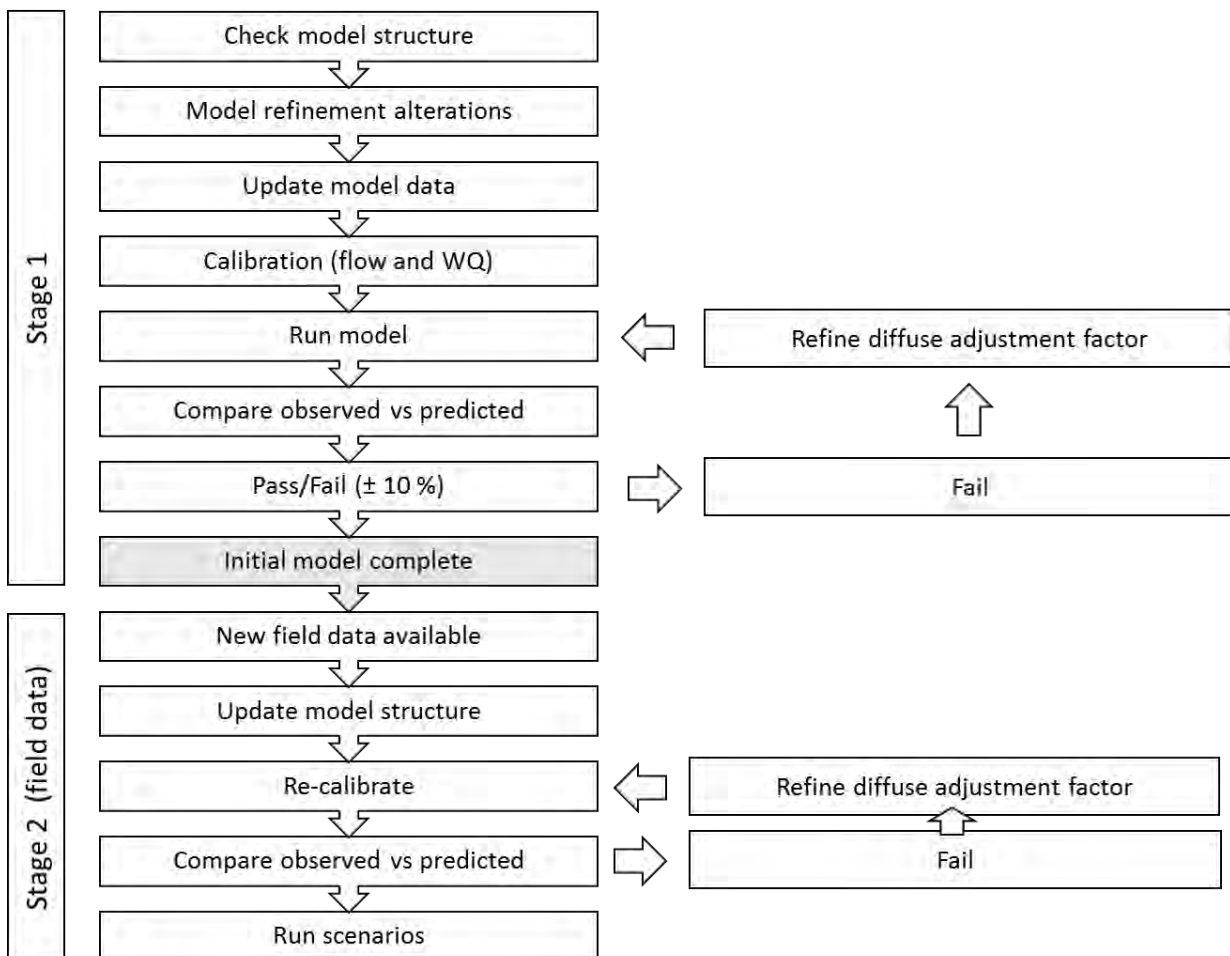 Stage 1
Check model structure
Model refinement alterations
Update model data
Calibration (flow and WQ)
Run model
Refine diffuse adjustment factor
Compare observed vs predicted
Pass/Fail (± 10 %)
Fail
Initial model complete
Stage 2 (field data)
New field data available
Update model structure
Re-calibrate
Refine diffuse adjustment factor
Compare observed vs predicted
Fail
Run scenarios